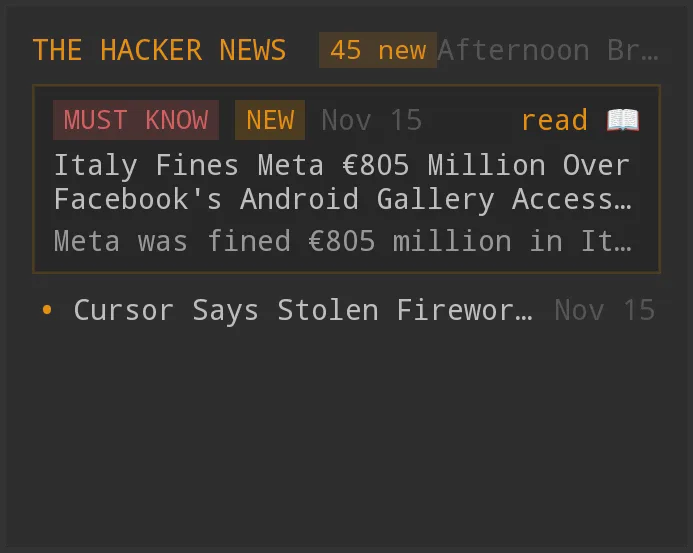 THE HACKER NEWS 45 new Afternoon Br…
MUST KNOW NEW Nov 15 read 📖
Italy Fines Meta €805 Million Over
Facebook's Android Gallery Access…
Meta was fined €805 million in It…
• Cursor Says Stolen Firewor… Nov 15